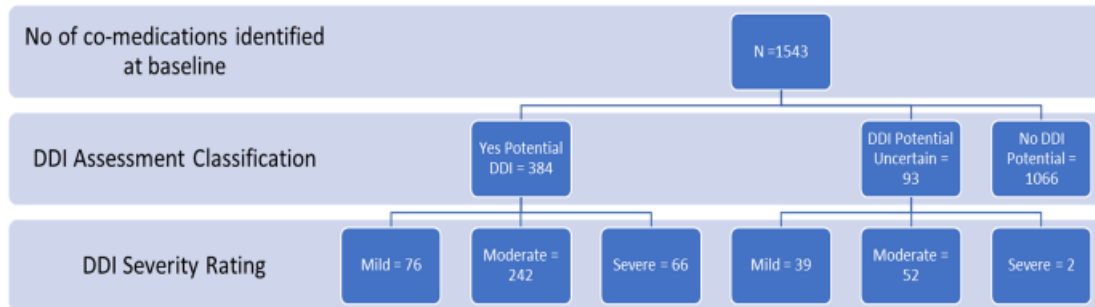 No of co-medications identified
at baseline
N =1543
DDI Assessment Classification
Yes Potential
DDI = 384
DDI Potential
Uncertain =
93
No DDI
Potential =
1066
DDI Severity Rating
Mild = 76
Moderate =
242
Severe = 66
Mild = 39
Moderate =
52
Severe = 2